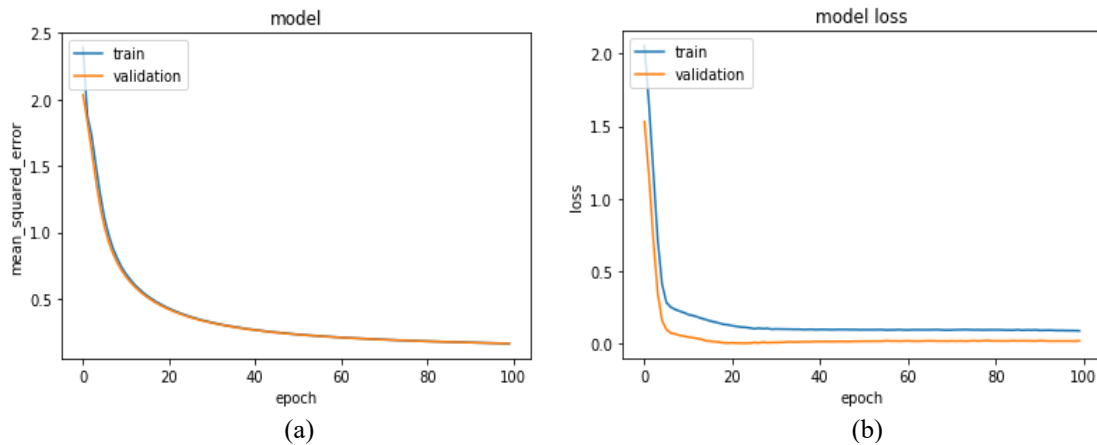 model
2.5
2.0
1.5
1.0
0.5
mean_squared_error
train
validation
0 20 40 60 80 100
epoch
(a)
model loss
2.0
1.5
1.0
0.5
0.0
loss
train
validation
0 20 40 60 80 100
epoch
(b)